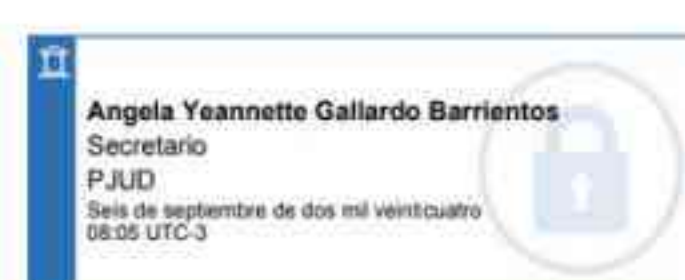 Angela Yeannette Gallardo Barrientos
Secretario
PJUD
Seis de septiembre de dos mil veinticuatro
08:05 UTC-3